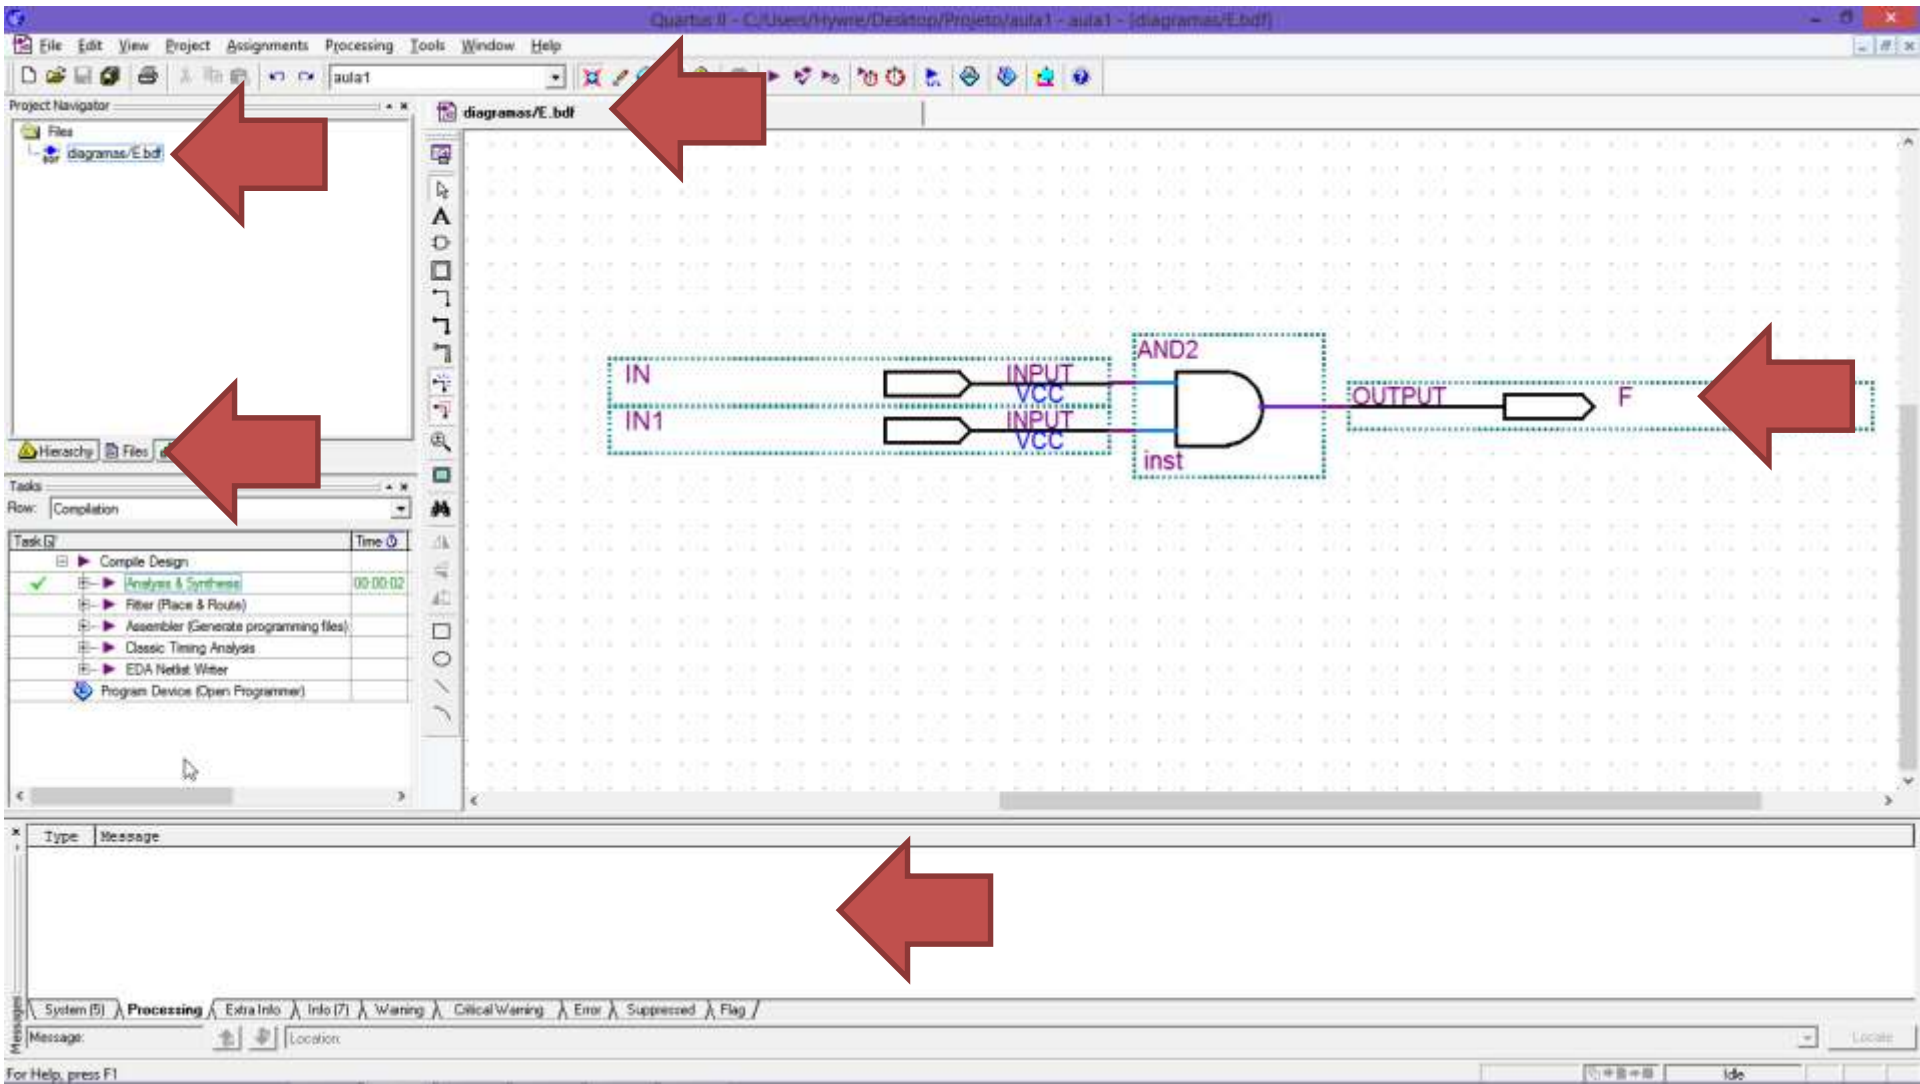 Quartus II - C:/Users/Hywre/Desktop/Projeto/aula1 - aula1 - [diagramas/E.bdf]
File Edit View Project Assignments Processing Tools Window Help
aula1
Project Navigator
Files
diagramas/E.bdf
Hierarchy Files
diagramas/E.bdf
IN INPUT
VCC
IN1 INPUT
VCC
AND2
inst
OUTPUT F
Tasks
Flow: Compilation
Task Time
Compile Design
Analysis & Synthesis 00:00:02
Fitter (Place & Route)
Assembler (Generate programming files)
Classic Timing Analysis
EDA Netlist Writer
Program Device (Open Programmer)
Type Message
System (5) Processing Extra Info Info (7) Warning Critical Warning Error Suppressed Flag
Messages
Message: Location: Locate
For Help, press F1 Idle